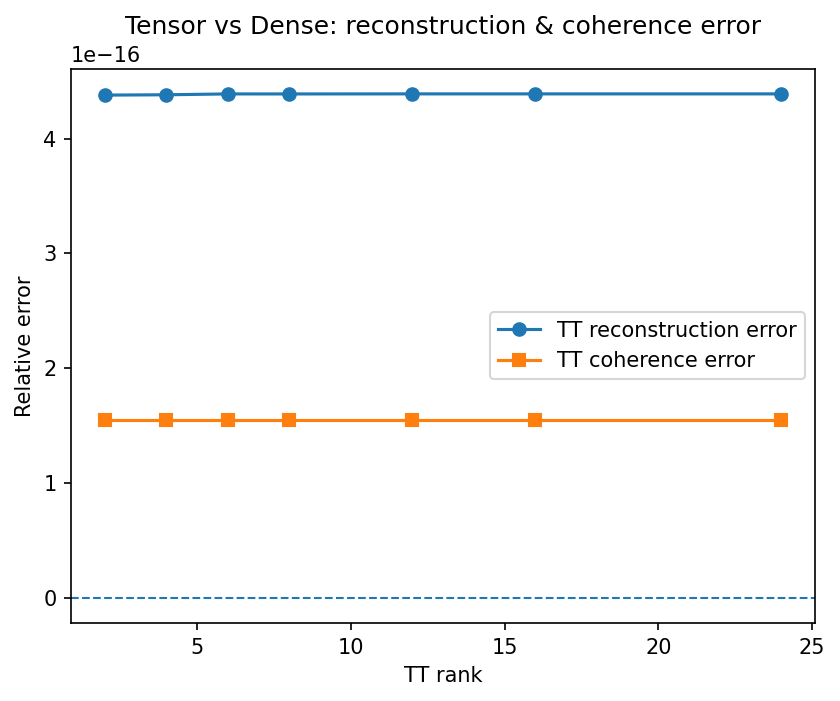 Tensor vs Dense: reconstruction & coherence error
1e−16
4
3
2
1
0
Relative error
TT reconstruction error
TT coherence error
5
10
15
20
25
TT rank